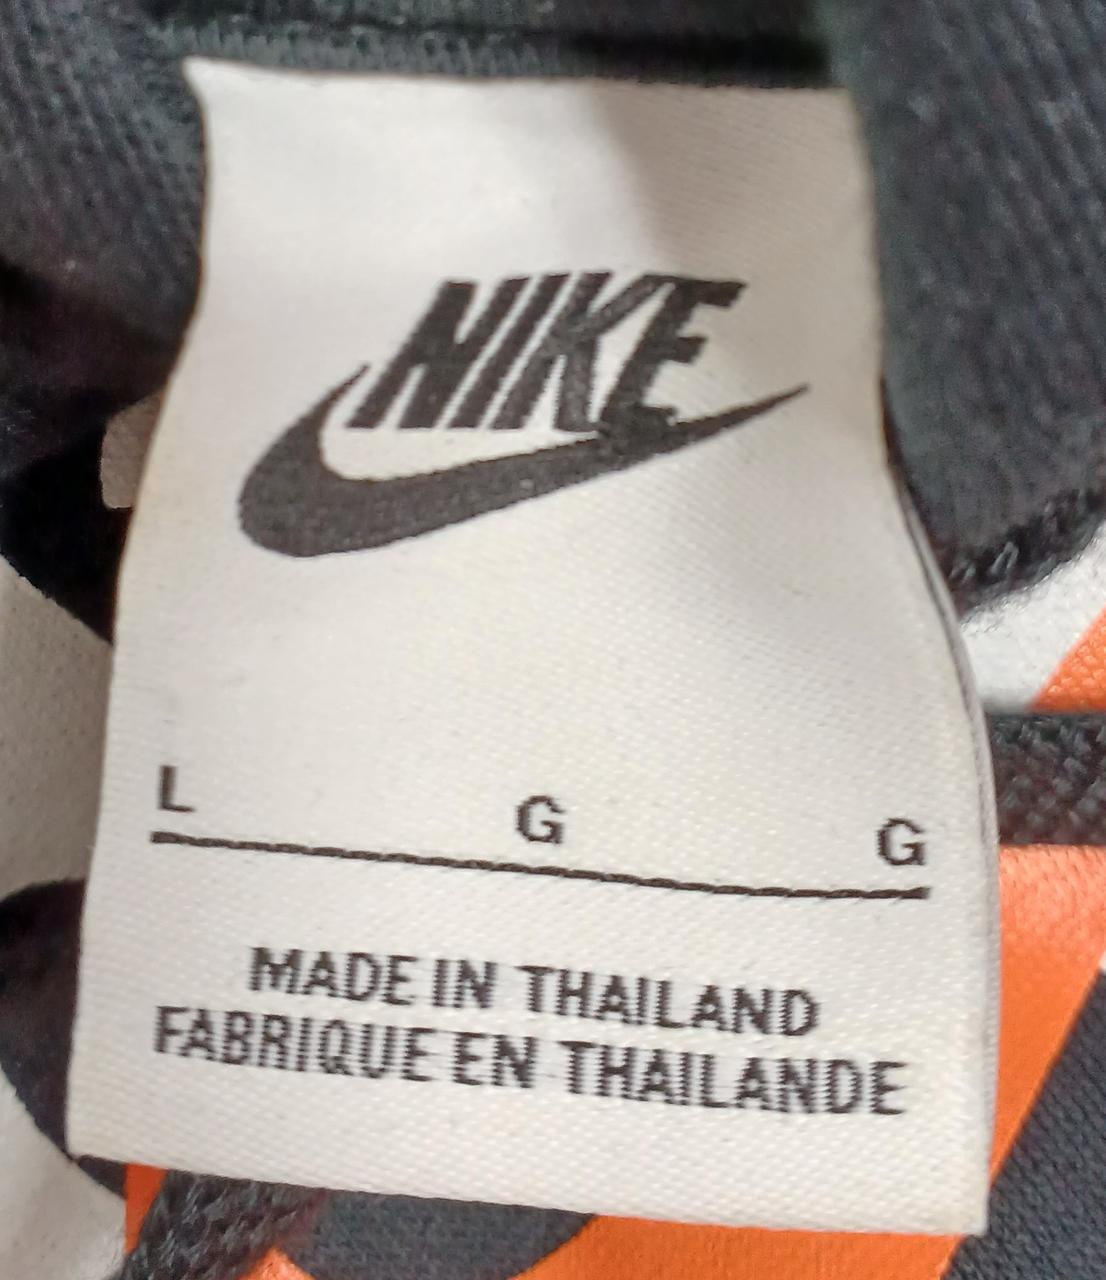 NIKE
L G G
MADE IN THAILAND
FABRIQUE EN THAILANDE